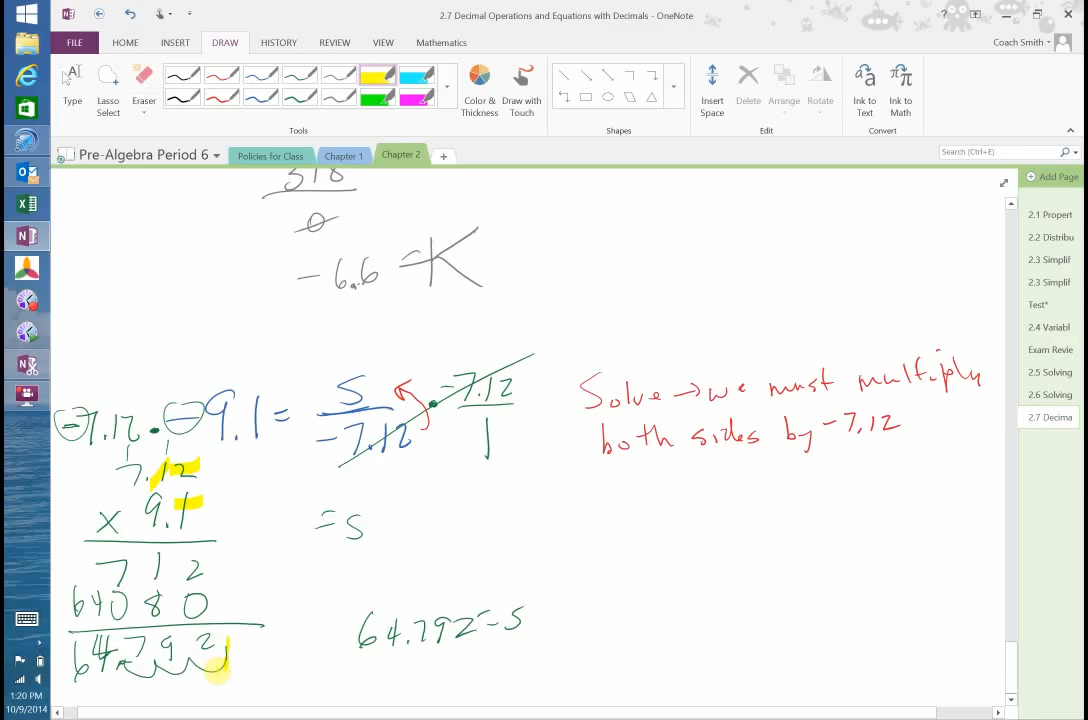 2.7 Decimal Operations and Equations with Decimals - OneNote
FILE HOME INSERT DRAW HISTORY REVIEW VIEW Mathematics
Coach Smith
Type
Lasso Select
Eraser
Color & Thickness
Draw with Touch
Insert Space
Delete
Arrange
Rotate
Ink to Text
Ink to Math
Tools
Shapes
Edit
Convert
Pre-Algebra Period 6
Policies for Class
Chapter 1
Chapter 2
Search (Ctrl+E)
Add Page
2.1 Propert
2.2 Distribu
2.3 Simplif
2.3 Simplif
Test*
2.4 Variabl
Exam Revie
2.5 Solving
2.6 Solving
2.7 Decima
318
0
-6.6 = K
-7.12 • -9.1 = s/-7.12 • -7.12/1
Solve → we must multiply
both sides by -7.12
7.12
x 9.1
= s
712
64080
64.792
64.792 = s
1:20 PM
10/9/2014